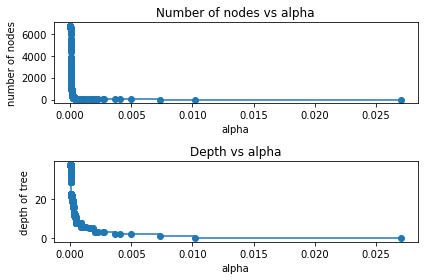 Number of nodes vs alpha
number of nodes
6000
4000
2000
0
0.000 0.005 0.010 0.015 0.020 0.025
alpha
Depth vs alpha
depth of tree
20
0
0.000 0.005 0.010 0.015 0.020 0.025
alpha